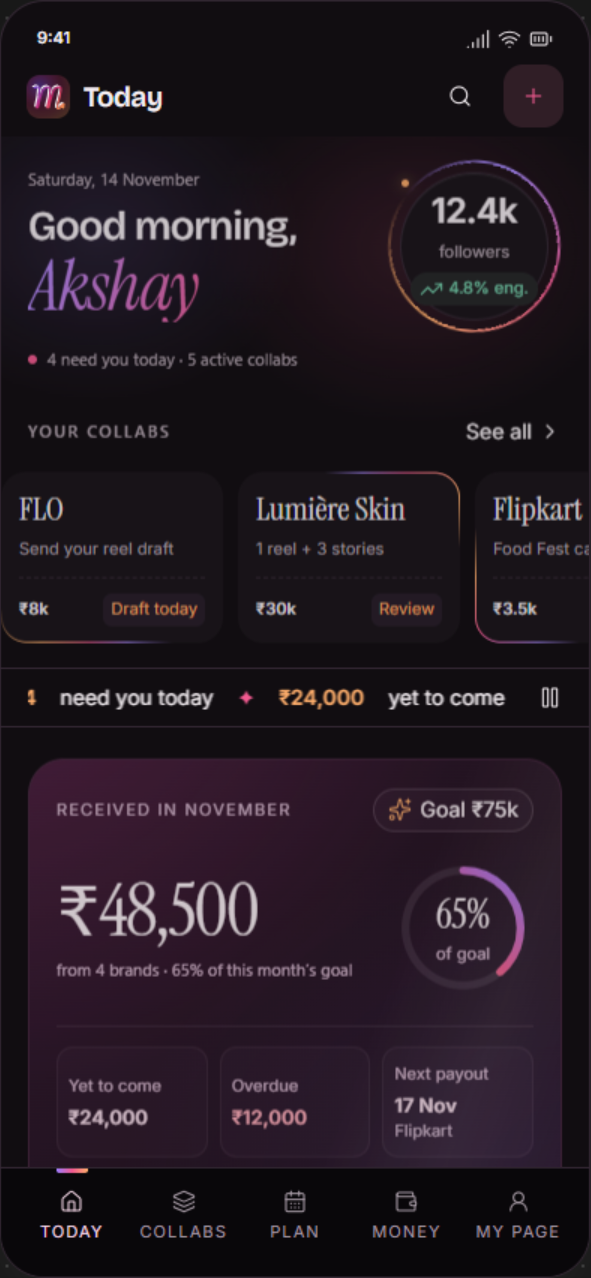 9:41
m
Today
Saturday, 14 November
Good morning,
Akshay
4 need you today · 5 active collabs
12.4k
followers
4.8% eng.
YOUR COLLABS
See all
FLO
Send your reel draft
₹8k
Draft today
Lumière Skin
1 reel + 3 stories
₹30k
Review
Flipkart
Food Fest ca
₹3.5k
4 need you today ✦ ₹24,000 yet to come
RECEIVED IN NOVEMBER
Goal ₹75k
₹48,500
from 4 brands · 65% of this month's goal
65%
of goal
Yet to come
₹24,000
Overdue
₹12,000
Next payout
17 Nov
Flipkart
TODAY
COLLABS
PLAN
MONEY
MY PAGE